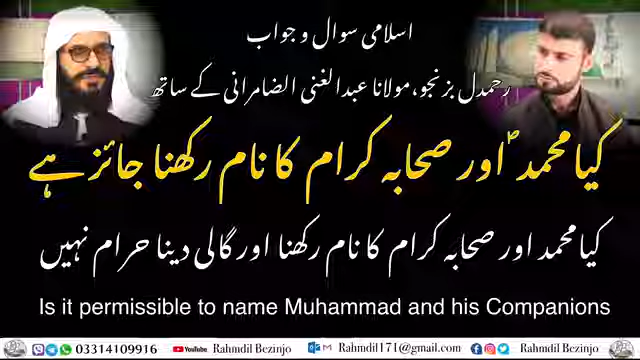 اسلامی سوال و جواب
رحمدل بزنجو، مولانا عبدالغنی الضامرانی کے ساتھ
کیا محمدؐ اور صحابہ کرام کا نام رکھنا جائز ہے
کیا محمد اور صحابہ کرام کا نام رکھنا اور گالی دینا حرام نہیں
Is it permissible to name Muhammad and his Companions
03314109916 YouTube Rahmdil Bezinjo Rahmdil171@gmail.com Rahmdil Bezinjo